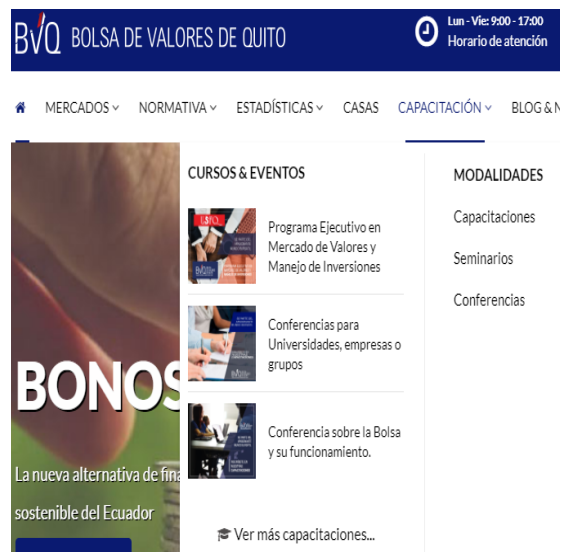 BVQ BOLSA DE VALORES DE QUITO
Lun - Vie: 9:00 - 17:00
Horario de atención
MERCADOS NORMATIVA ESTADÍSTICAS CASAS CAPACITACIÓN BLOG & N
CURSOS & EVENTOS
Programa Ejecutivo en
Mercado de Valores y
Manejo de Inversiones
Conferencias para
Universidades, empresas o
grupos
Conferencia sobre la Bolsa
y su funcionamiento.
Ver más capacitaciones...
MODALIDADES
Capacitaciones
Seminarios
Conferencias
BONOS
La nueva alternativa de fina
sostenible del Ecuador